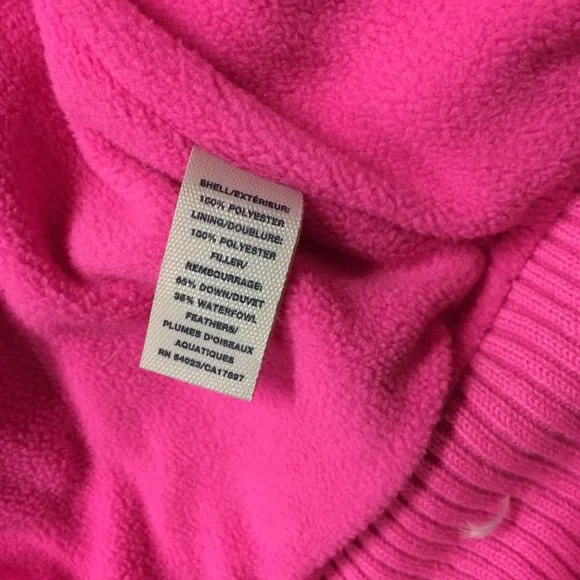 SHELL/EXTÉRIEUR:
100% POLYESTER
LINING/DOUBLURE:
100% POLYESTER
FILLER/
REMBOURRAGE:
65% DOWN/DUVET
35% WATERFOWL
FEATHERS/
PLUMES D'OISEAUX
AQUATIQUES
RN 54023/CA17897